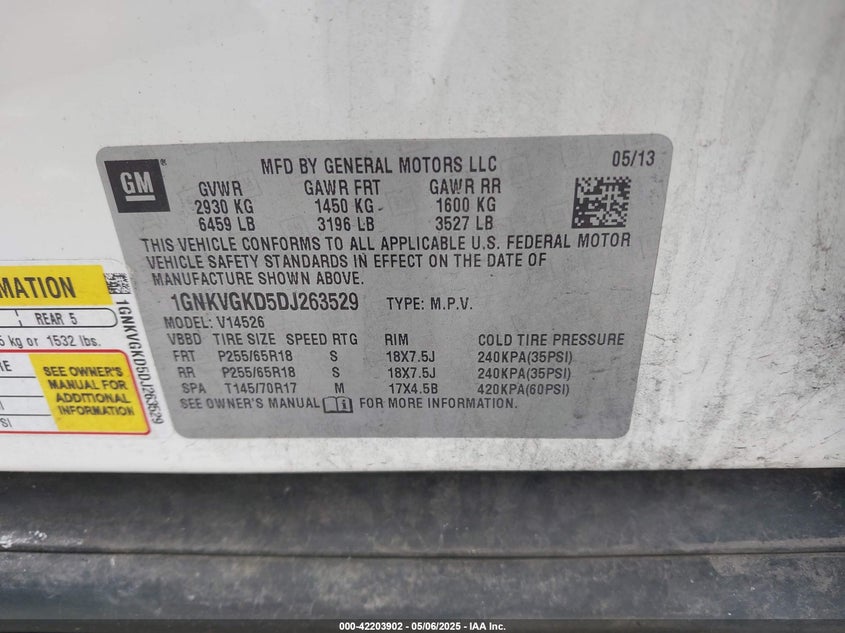 GM
MFD BY GENERAL MOTORS LLC 05/13
GVWR GAWR FRT GAWR RR
2930 KG 1450 KG 1600 KG
6459 LB 3196 LB 3527 LB
THIS VEHICLE CONFORMS TO ALL APPLICABLE U.S. FEDERAL MOTOR
VEHICLE SAFETY STANDARDS IN EFFECT ON THE DATE OF
MANUFACTURE SHOWN ABOVE.
1GNKVGKD5DJ263529 TYPE: M.P.V.
MODEL: V14526
VBBD TIRE SIZE SPEED RTG RIM COLD TIRE PRESSURE
FRT P255/65R18 S 18X7.5J 240KPA(35PSI)
RR P255/65R18 S 18X7.5J 240KPA(35PSI)
SPA T145/70R17 M 17X4.5B 420KPA(60PSI)
SEE OWNER'S MANUAL FOR MORE INFORMATION.
MATION
REAR 5
kg or 1532 lbs.
SEE OWNER'S
MANUAL FOR
ADDITIONAL
INFORMATION
1GNKVGKD5DJ263529
000-42203902 - 05/06/2025 - IAA Inc.